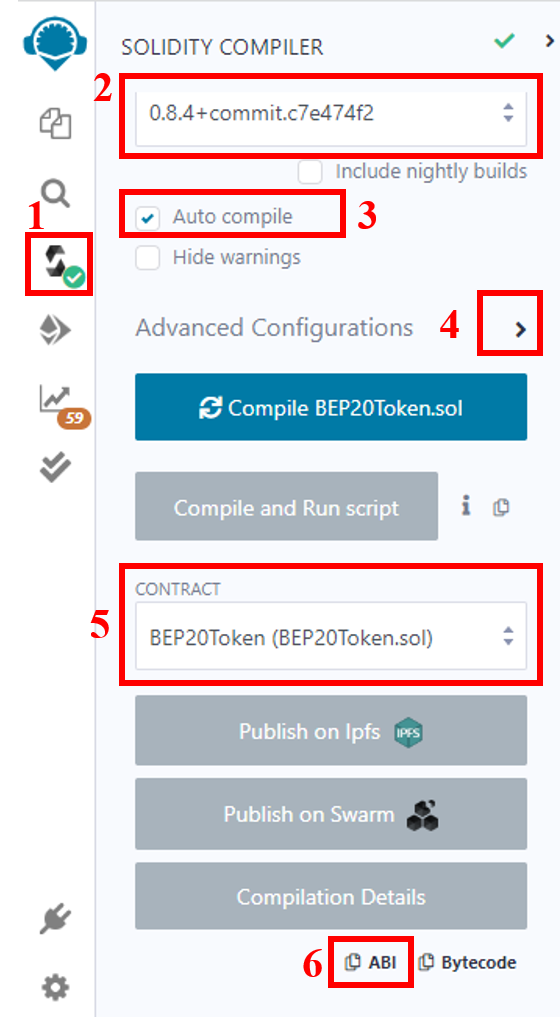 SOLIDITY COMPILER
2
0.8.4+commit.c7e474f2
Include nightly builds
1
Auto compile
3
Hide warnings
Advanced Configurations
4
59
Compile BEP20Token.sol
Compile and Run script
i
CONTRACT
5
BEP20Token (BEP20Token.sol)
Publish on Ipfs IPFS
Publish on Swarm
Compilation Details
6
ABI Bytecode